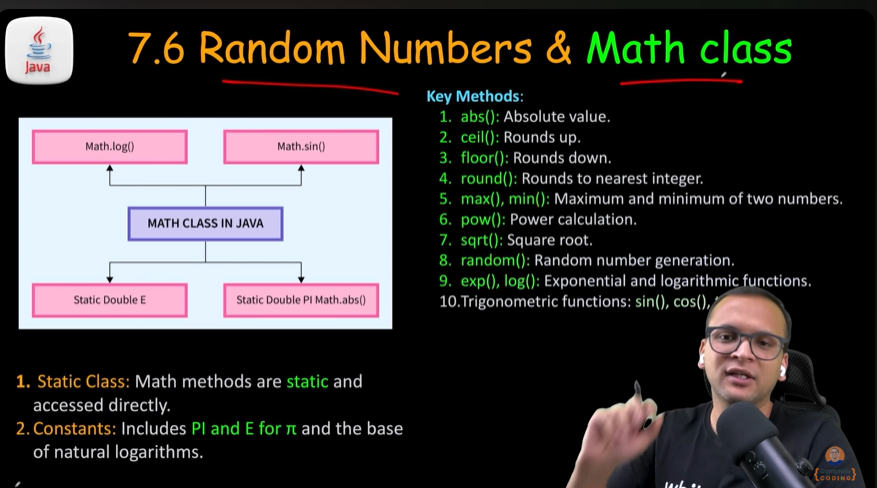 Java
7.6 Random Numbers & Math class
Math.log()
Math.sin()
MATH CLASS IN JAVA
Static Double E
Static Double PI Math.abs()
Key Methods:
1. abs(): Absolute value.
2. ceil(): Rounds up.
3. floor(): Rounds down.
4. round(): Rounds to nearest integer.
5. max(), min(): Maximum and minimum of two numbers.
6. pow(): Power calculation.
7. sqrt(): Square root.
8. random(): Random number generation.
9. exp(), log(): Exponential and logarithmic functions.
10.Trigonometric functions: sin(), cos(),
1. Static Class: Math methods are static and
accessed directly.
2. Constants: Includes PI and E for π and the base
of natural logarithms.
CODING